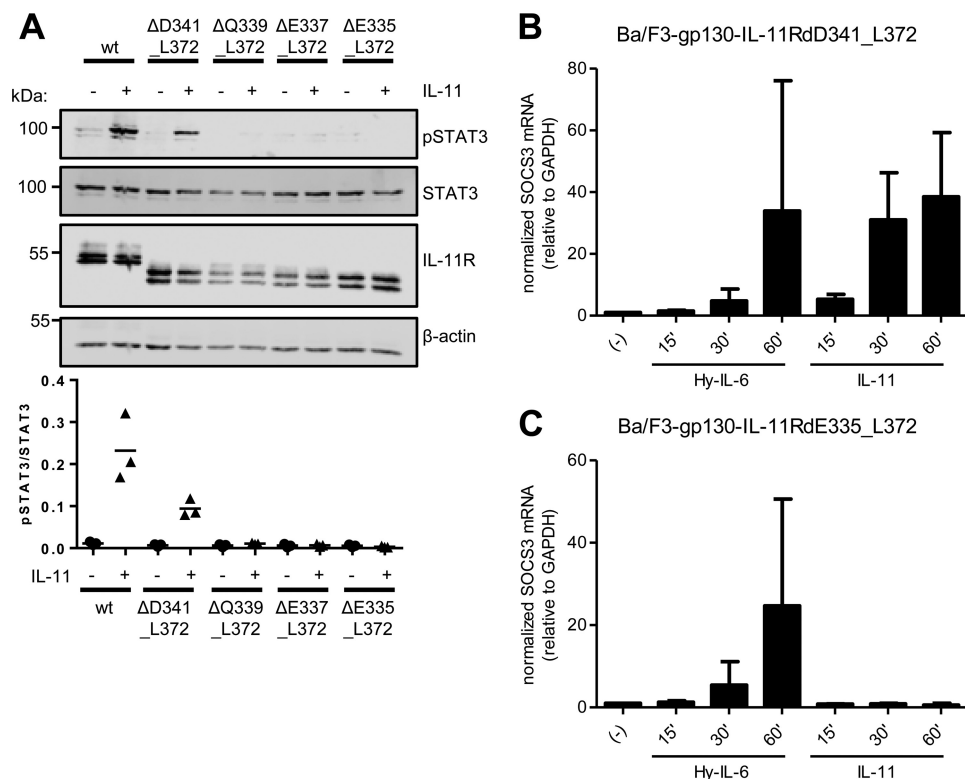 A
wt
ΔD341
_L372
ΔQ339
_L372
ΔE337
_L372
ΔE335
_L372
kDa:
- + - + - + - + - + IL-11
100
pSTAT3
100
STAT3
55
IL-11R
55
β-actin
pSTAT3/STAT3
0.4
0.3
0.2
0.1
0.0
IL-11 - + - + - + - + - +
wt
ΔD341
_L372
ΔQ339
_L372
ΔE337
_L372
ΔE335
_L372
B
Ba/F3-gp130-IL-11RdD341_L372
normalized SOCS3 mRNA
(relative to GAPDH)
80
60
40
20
0
(-) 15' 30' 60' 15' 30' 60'
Hy-IL-6 IL-11
C
Ba/F3-gp130-IL-11RdE335_L372
normalized SOCS3 mRNA
(relative to GAPDH)
60
40
20
0
(-) 15' 30' 60' 15' 30' 60'
Hy-IL-6 IL-11